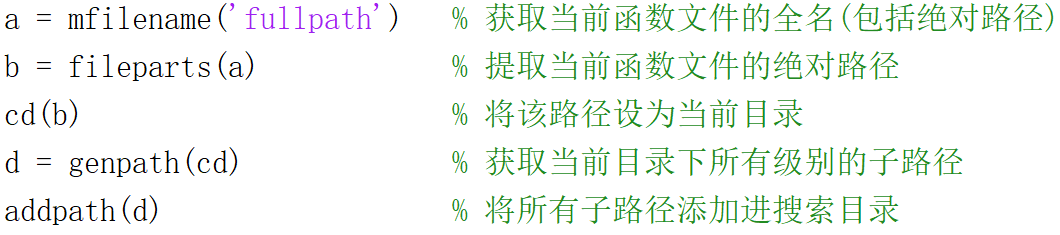 a = mfilename('fullpath')   % 获取当前函数文件的全名(包括绝对路径)
b = fileparts(a)            % 提取当前函数文件的绝对路径
cd(b)                       % 将该路径设为当前目录
d = genpath(cd)             % 获取当前目录下所有级别的子路径
addpath(d)                  % 将所有子路径添加进搜索目录